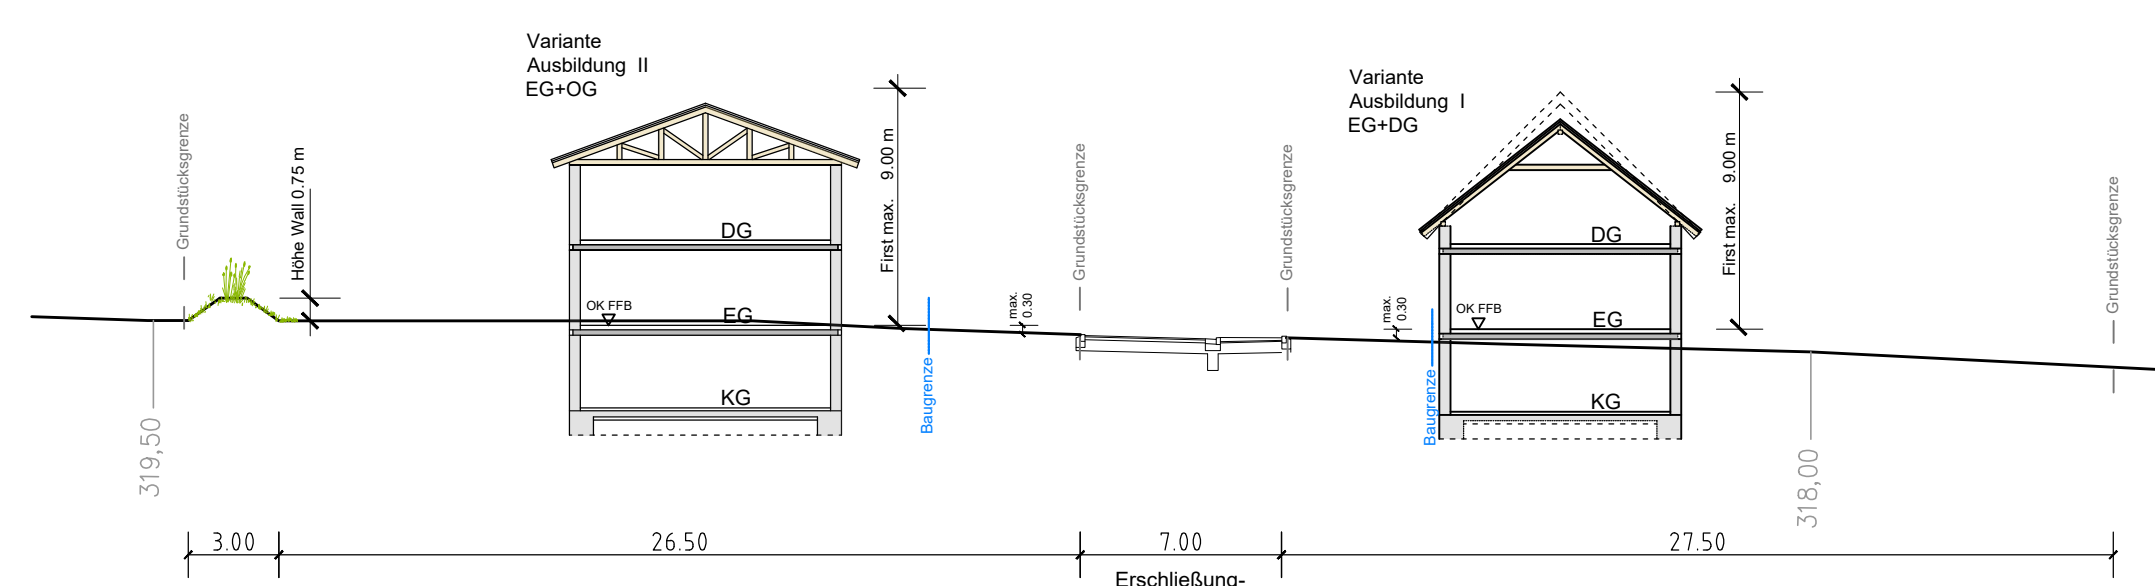 Variante
Ausbildung II
EG+OG
Variante
Ausbildung I
EG+DG
Grundstücksgrenze
Höhe Wall 0.75 m
First max. 9.00 m
Grundstücksgrenze
Grundstücksgrenze
First max. 9.00 m
Grundstücksgrenze
DG
DG
OK FFB
EG
max.
0.30
max.
0.30
OK FFB
EG
KG
Baugrenze
Baugrenze
KG
319,50
318,00
3.00
26.50
7.00
27.50
Erschließung-